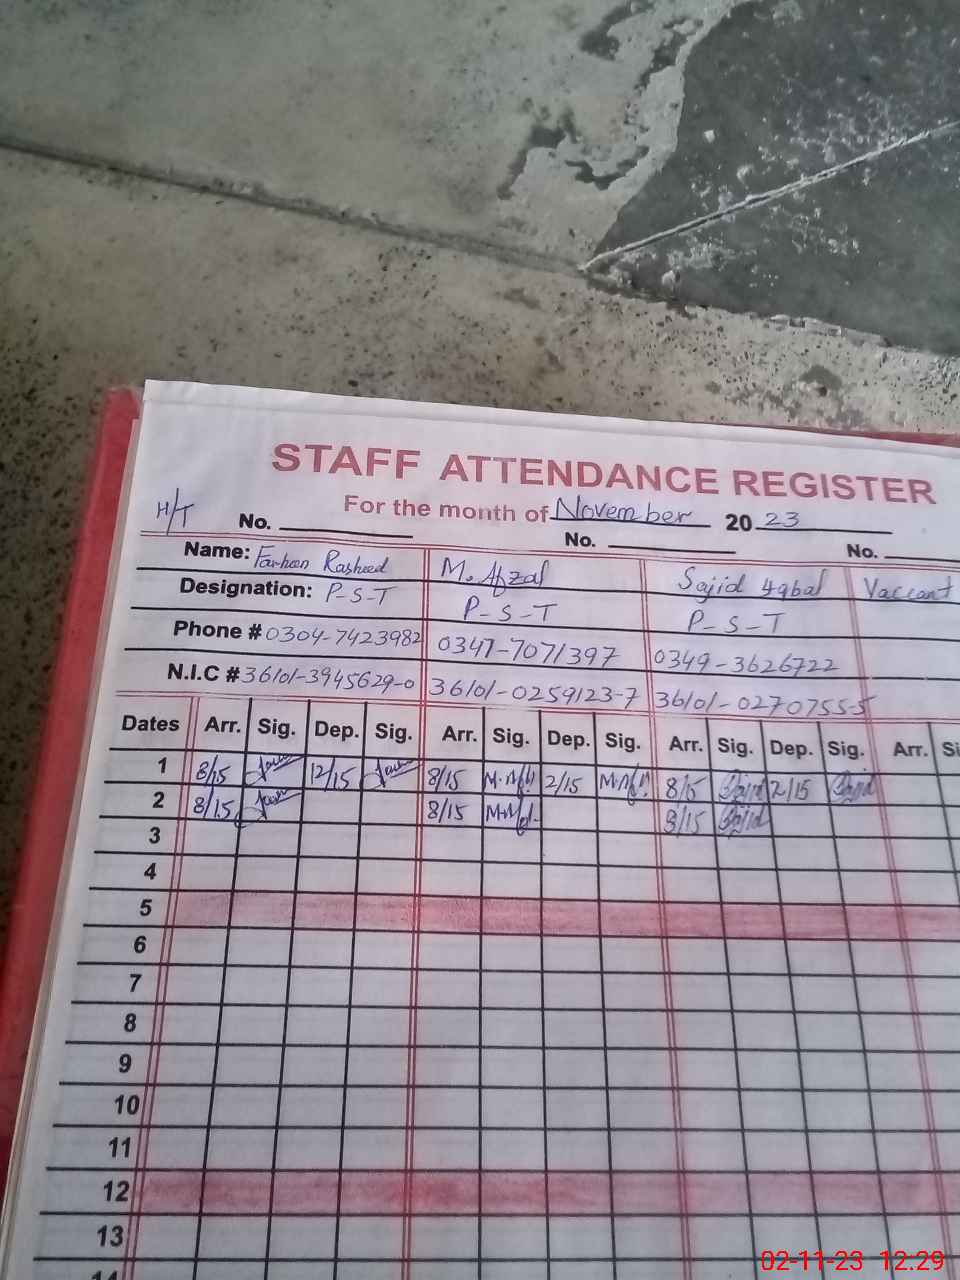 STAFF ATTENDANCE REGISTER
For the month of November 2023
H/T No. No. No.
Name: Farhan Rasheed M. Afzal Sajid Iqbal Vaccant
Designation: P-S-T P-S-T P-S-T
Phone # 0304-7423982 0347-7071397 0349-3626722
N.I.C # 36101-3945629-0 36101-0259123-7 36101-0270755-5
Dates Arr. Sig. Dep. Sig. Arr. Sig. Dep. Sig. Arr. Sig. Dep. Sig. Arr. Si
1 8/15 12/15 8/15 2/15 8/15 Sajid 2/15 Sajid
2 8/15 8/15 8/15 Sajid
3
4
5
6
7
8
9
10
11
12
13
14
02-11-23 12.29